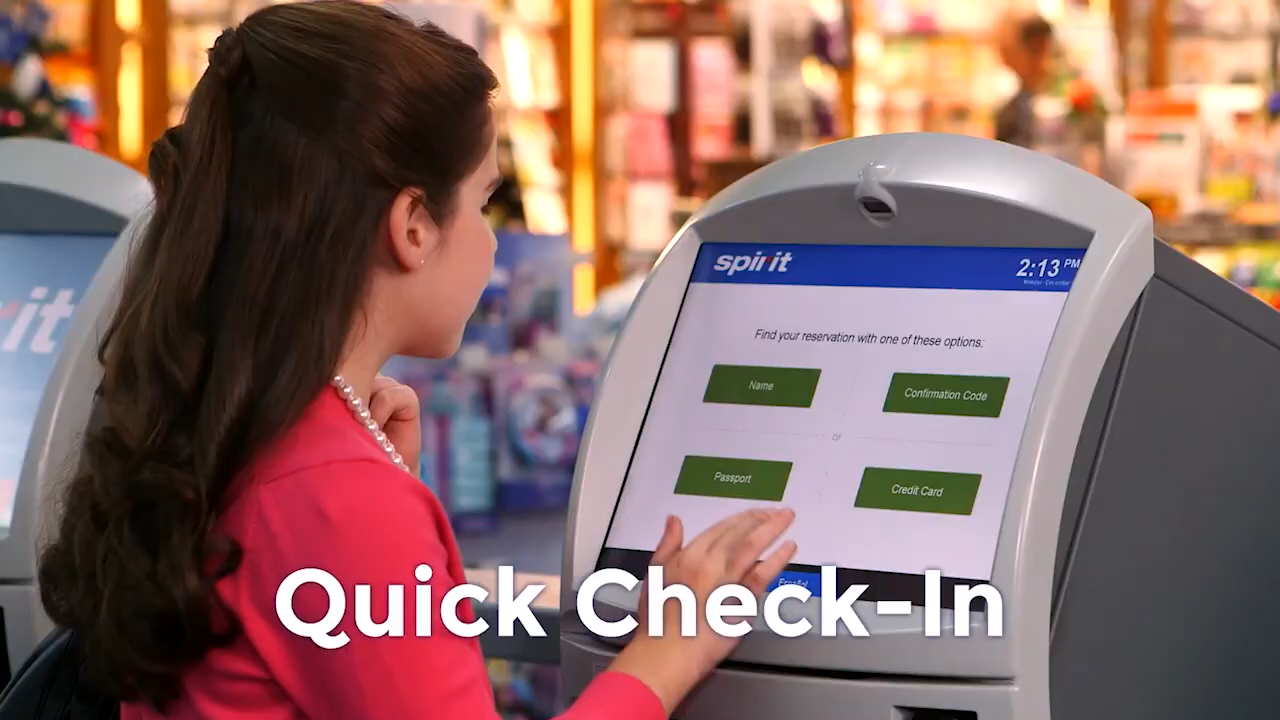 spirit
2:13 PM
Find your reservation with one of these options:
Name
Confirmation Code
or
Passport
Credit Card
Español
Quick Check-In